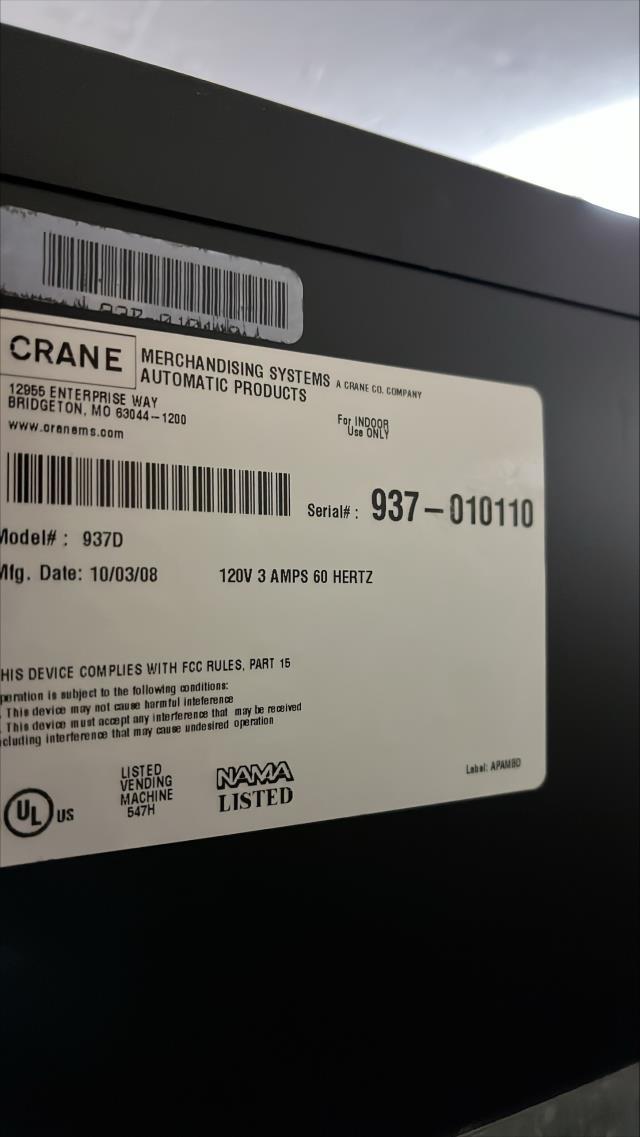 CRANE
MERCHANDISING SYSTEMS A CRANE CO. COMPANY
AUTOMATIC PRODUCTS
12955 ENTERPRISE WAY
BRIDGETON, MO 63044-1200
www.cranems.com
For INDOOR
Use ONLY
Serial# : 937-010110
Model# : 937D
Mfg. Date: 10/03/08 120V 3 AMPS 60 HERTZ
HIS DEVICE COMPLIES WITH FCC RULES, PART 15
peration is subject to the following conditions:
. This device may not cause harmful inteference
. This device must accept any interference that may be received
cluding interference that may cause undesired operation
UL US
LISTED
VENDING
MACHINE
547H
NAMA
LISTED
Label: APAMBD